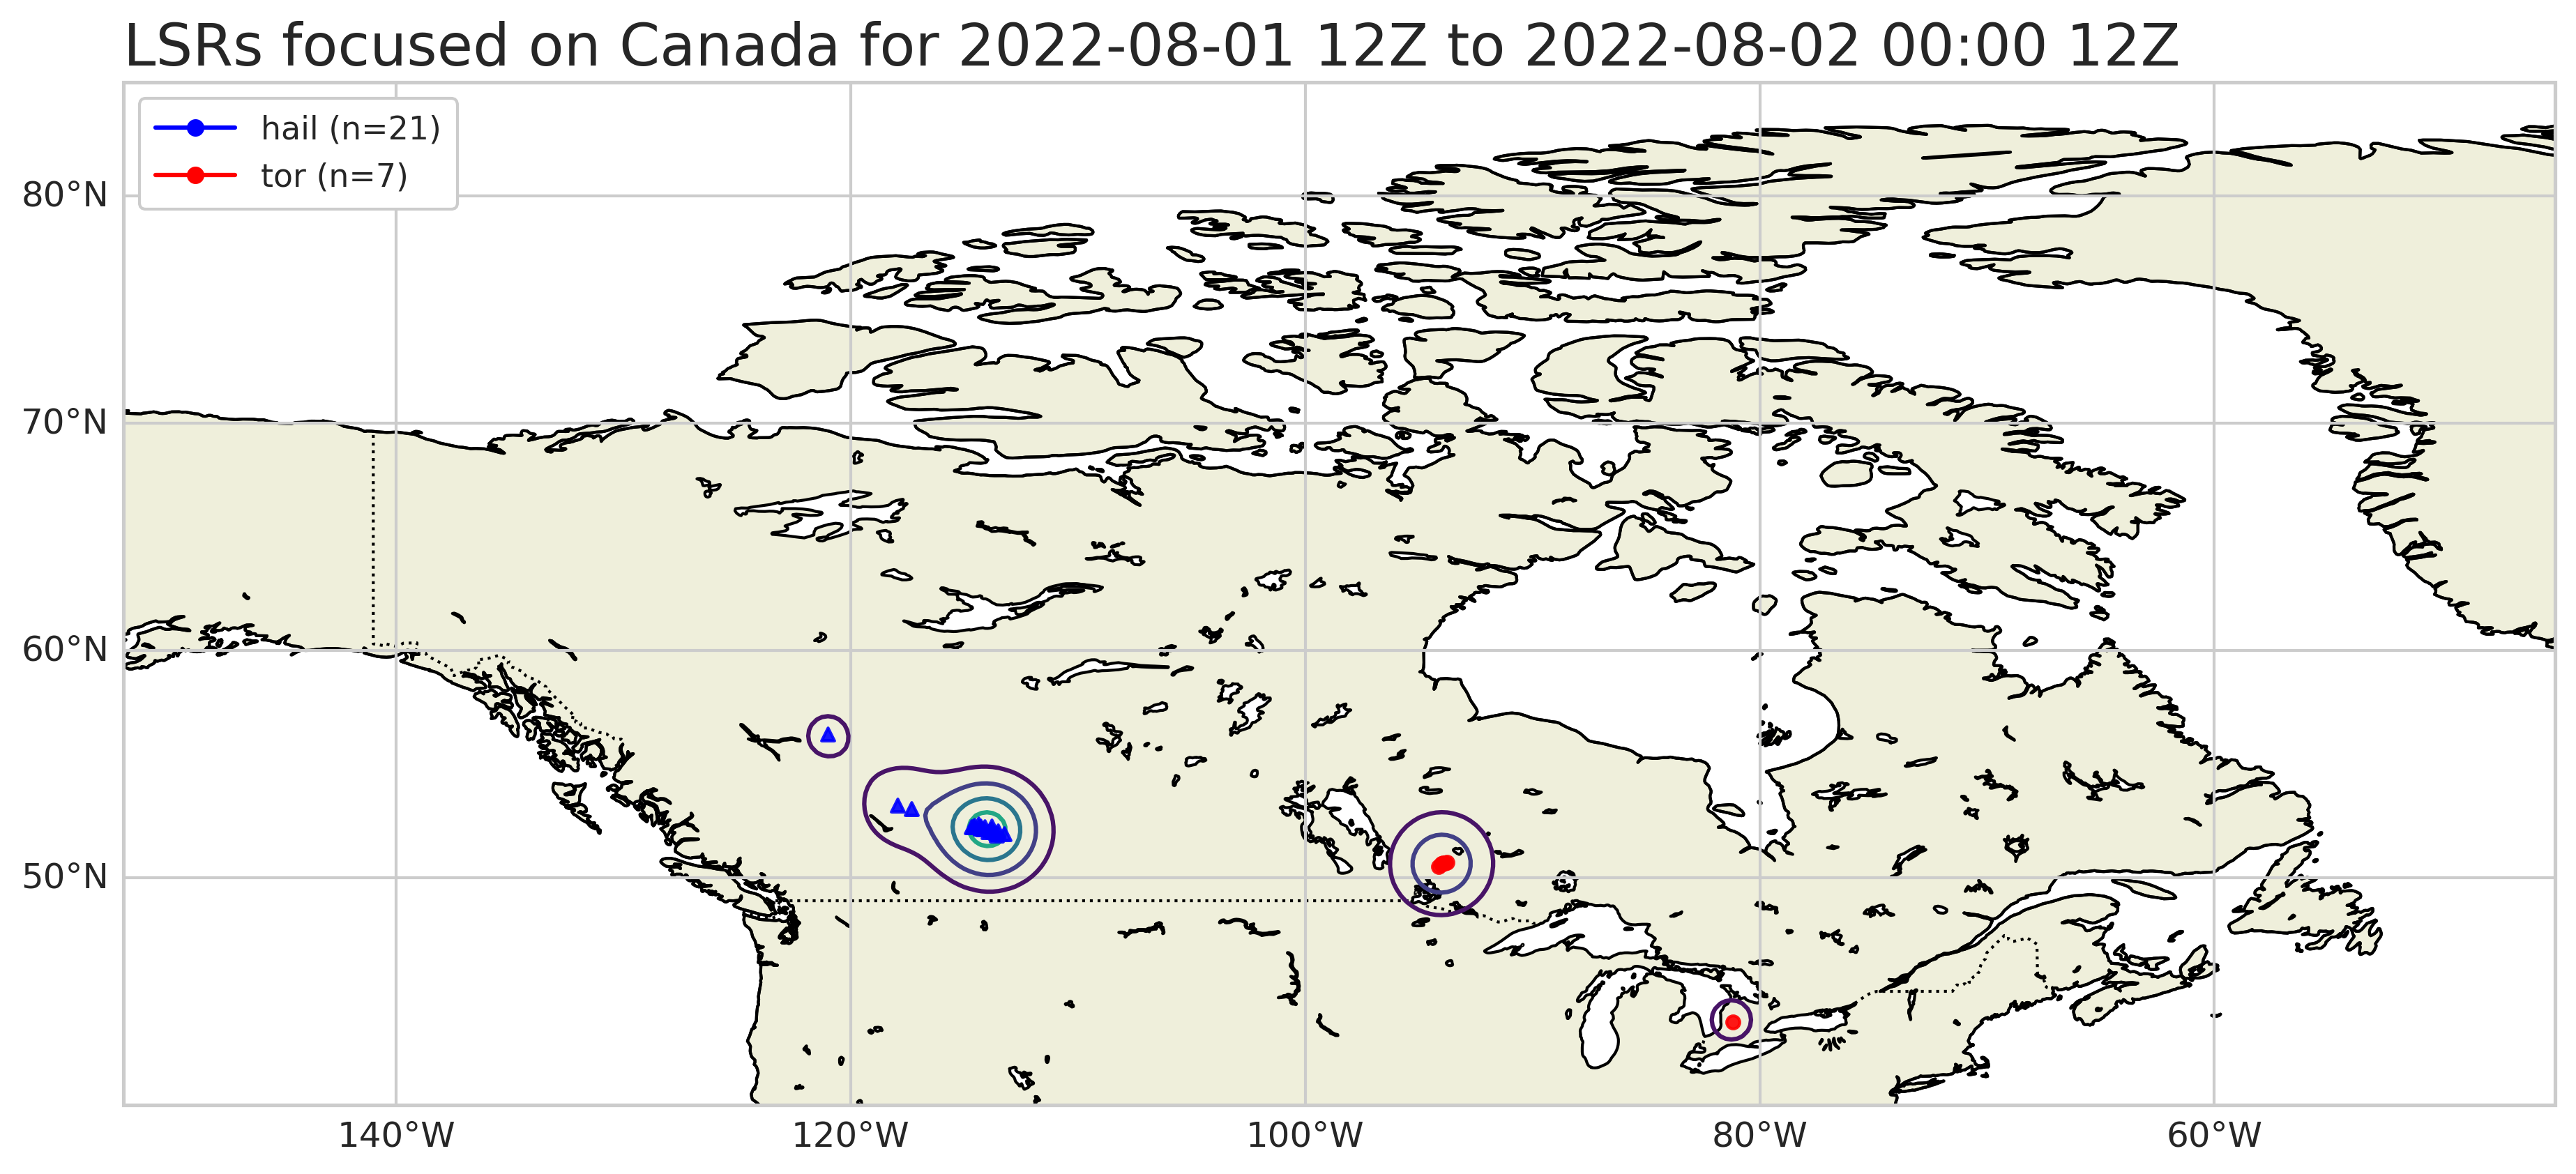 LSRs focused on Canada for 2022-08-01 12Z to 2022-08-02 00:00 12Z
hail (n=21)
tor (n=7)
80°N
70°N
60°N
50°N
140°W
120°W
100°W
80°W
60°W